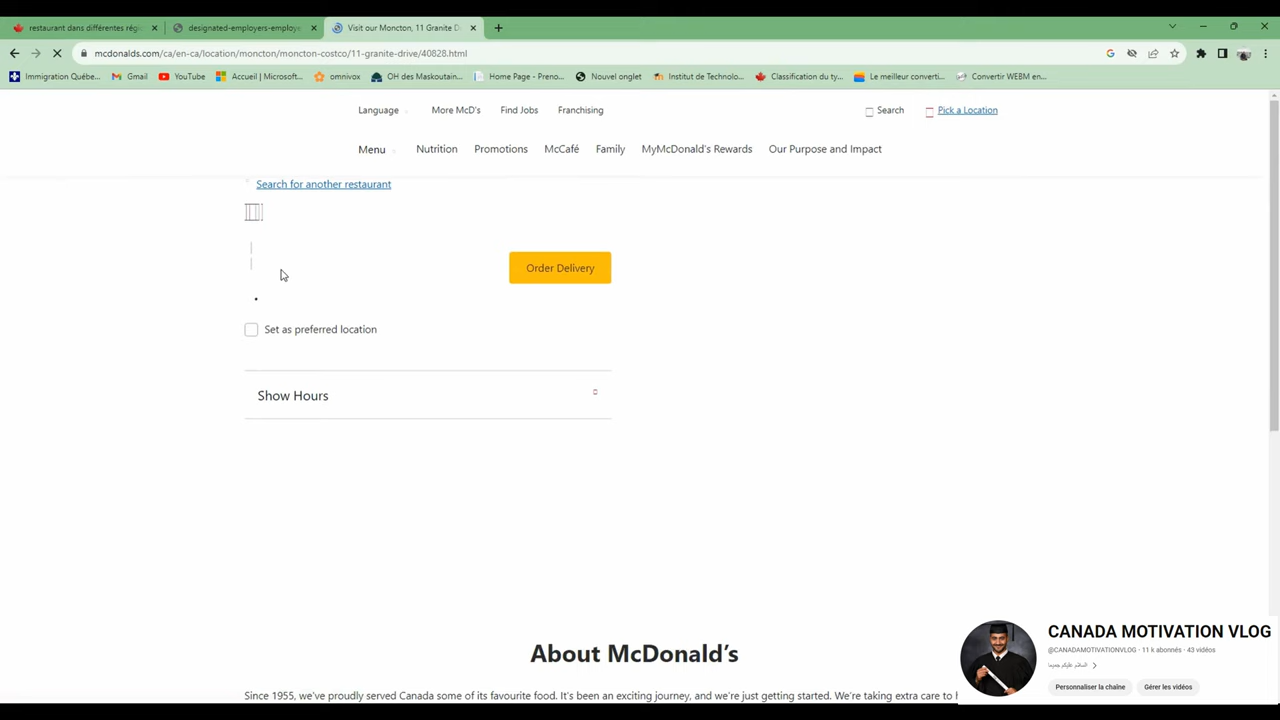 restaurant dans différentes régi
designated-employers-employe
Visit our Moncton, 11 Granite D
mcdonalds.com/ca/en-ca/location/moncton/moncton-costco/11-granite-drive/40828.html
Immigration Québe...
Gmail
YouTube
Accueil | Microsoft...
omnivox
OH des Maskoutain...
Home Page - Preno...
Nouvel onglet
Institut de Technolo...
Classification du ty...
Le meilleur converti...
Convertir WEBM en...
Language
More McD's
Find Jobs
Franchising
Search
Pick a Location
Menu
Nutrition
Promotions
McCafé
Family
MyMcDonald's Rewards
Our Purpose and Impact
Search for another restaurant
Order Delivery
Set as preferred location
Show Hours
About McDonald's
Since 1955, we've proudly served Canada some of its favourite food. It's been an exciting journey, and we're just getting started. We're taking extra care to
CANADA MOTIVATION VLOG
@CANADAMOTIVATIONVLOG · 11 k abonnés · 43 vidéos
السلام عليكم جميعا
Personnaliser la chaîne
Gérer les vidéos